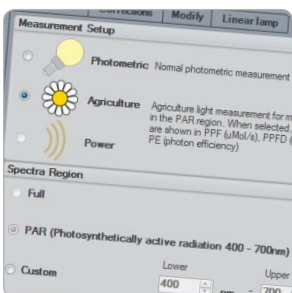 Corrections Modify Linear lamp
Measurement Setup
Photometric Normal photometric measurement
Agriculture Agriculture light measurement for m
in the PAR region. When selected,
are shown in PPF (uMol/s), PPFD (
Power PE (photon efficiency)
Spectra Region
Full
PAR (Photosynthetically active radiation 400 - 700nm)
Lower Upper
Custom 400 nm - 700